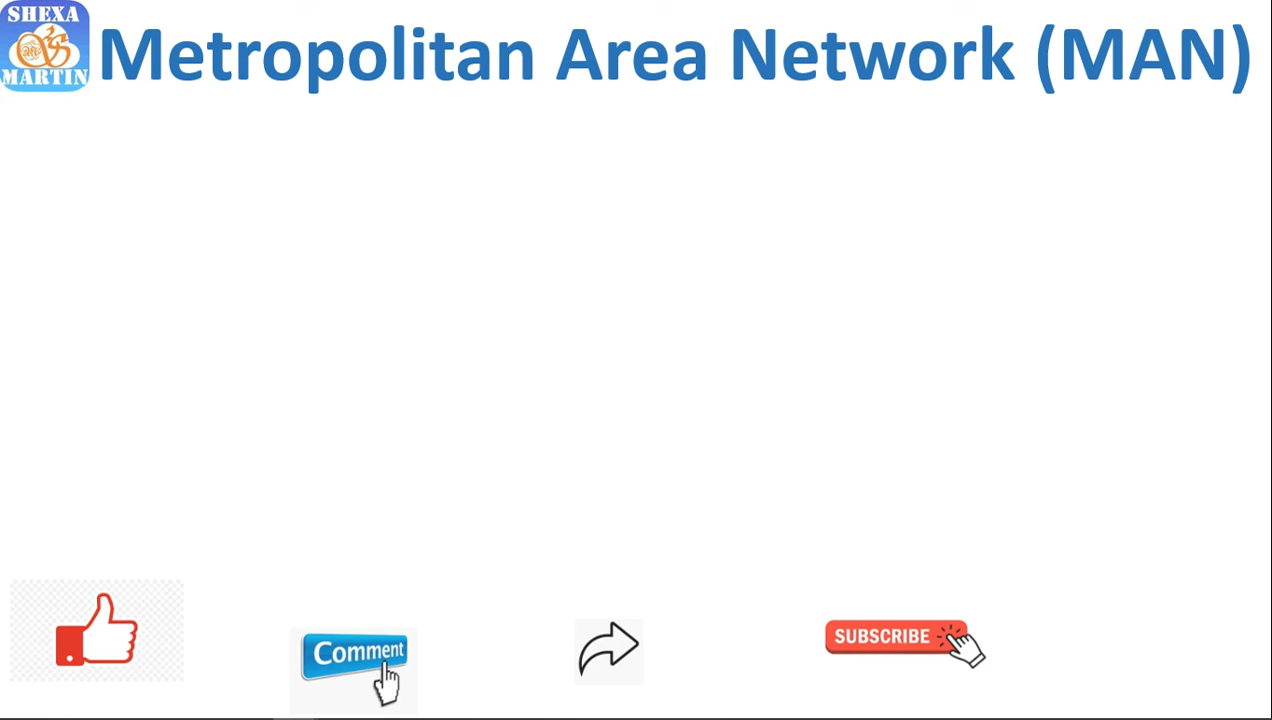 SHEXA
MARTIN
Metropolitan Area Network (MAN)
Comment
SUBSCRIBE